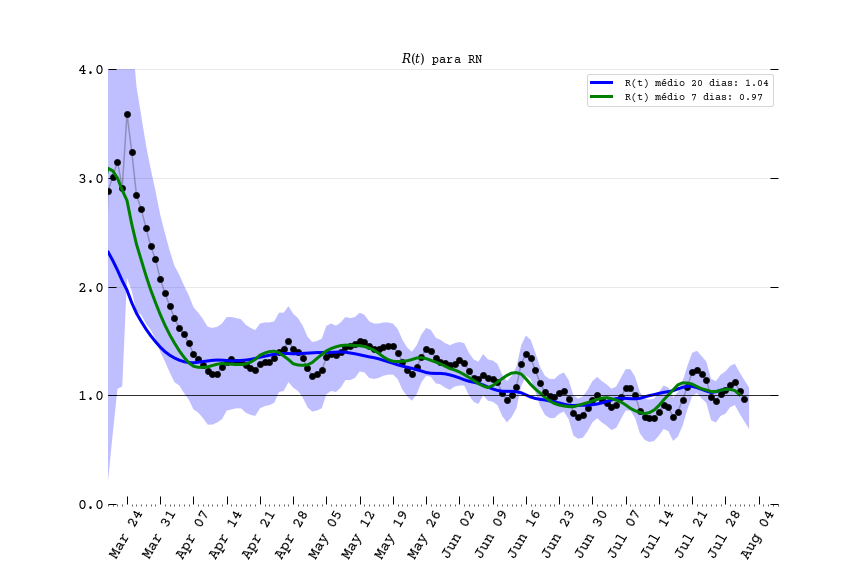 R(t) para RN
R(t) médio 20 dias: 1.04
R(t) médio 7 dias: 0.97
4.0
3.0
2.0
1.0
0.0
Mar 24
Mar 31
Apr 07
Apr 14
Apr 21
Apr 28
May 05
May 12
May 19
May 26
Jun 02
Jun 09
Jun 16
Jun 23
Jun 30
Jul 07
Jul 14
Jul 21
Jul 28
Aug 04